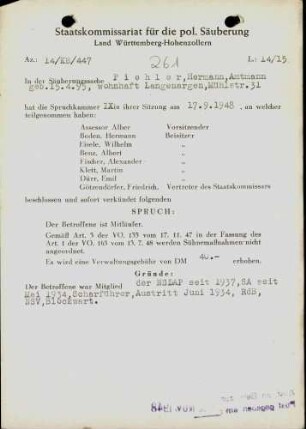 Staatskommissariat für die pol. Säuberung
Land Württemberg-Hohenzollern
Az.: 14/KB/447
261
L: 14/15
In der Säuberungssache P i c h l e r, Hermann, Amtmann
geb.15.4.95, wohnhaft Langenargen, Mühlstr.31
hat die Spruchkammer IX in ihrer Sitzung am 17.9.1948, an welcher
teilgenommen haben:
Assessor Alber Vorsitzender
Boden, Hermann Beisitzer
Eisele, Wilhelm „
Benz, Albert „
Fischer, Alexander „
Klett, Martin „
Dürr, Emil „
Götzendörfer, Friedrich, Vertreter des Staatskommissars
beschlossen und sofort verkündet folgenden
SPRUCH:
Der Betroffene ist Mitläufer.
Gemäß Art. 5 der VO. 133 vom 17. 11. 47 in der Fassung des
Art. 1 der VO. 165 vom 13. 7. 48 werden Sühnemaßnahmen nicht
angeordnet.
Es wird eine Verwaltungsgebühr von DM 40.- erhoben.
Gründe:
Der Betroffene war Mitglied der NSDAP seit 1937, SA seit
Mai 1934, Scharführer, Austritt Juni 1934, RdB,
NSV, Blockwart.